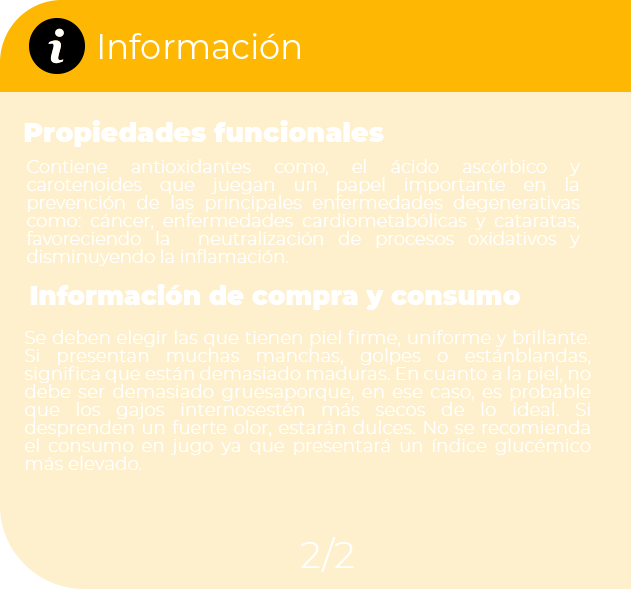 i Información
Propiedades funcionales
Contiene antioxidantes como, el ácido ascórbico y
carotenoides que juegan un papel importante en la
prevención de las principales enfermedades degenerativas
como: cáncer, enfermedades cardiometabólicas y cataratas,
favoreciendo la neutralización de procesos oxidativos y
disminuyendo la inflamación.
Información de compra y consumo
Se deben elegir las que tienen piel firme, uniforme y brillante.
Si presentan muchas manchas, golpes o estánblandas,
significa que están demasiado maduras. En cuanto a la piel, no
debe ser demasiado gruesaporque, en ese caso, es probable
que los gajos internosestén más secos de lo ideal. Si
desprenden un fuerte olor, estarán dulces. No se recomienda
el consumo en jugo ya que presentará un índice glucémico
más elevado.
2/2